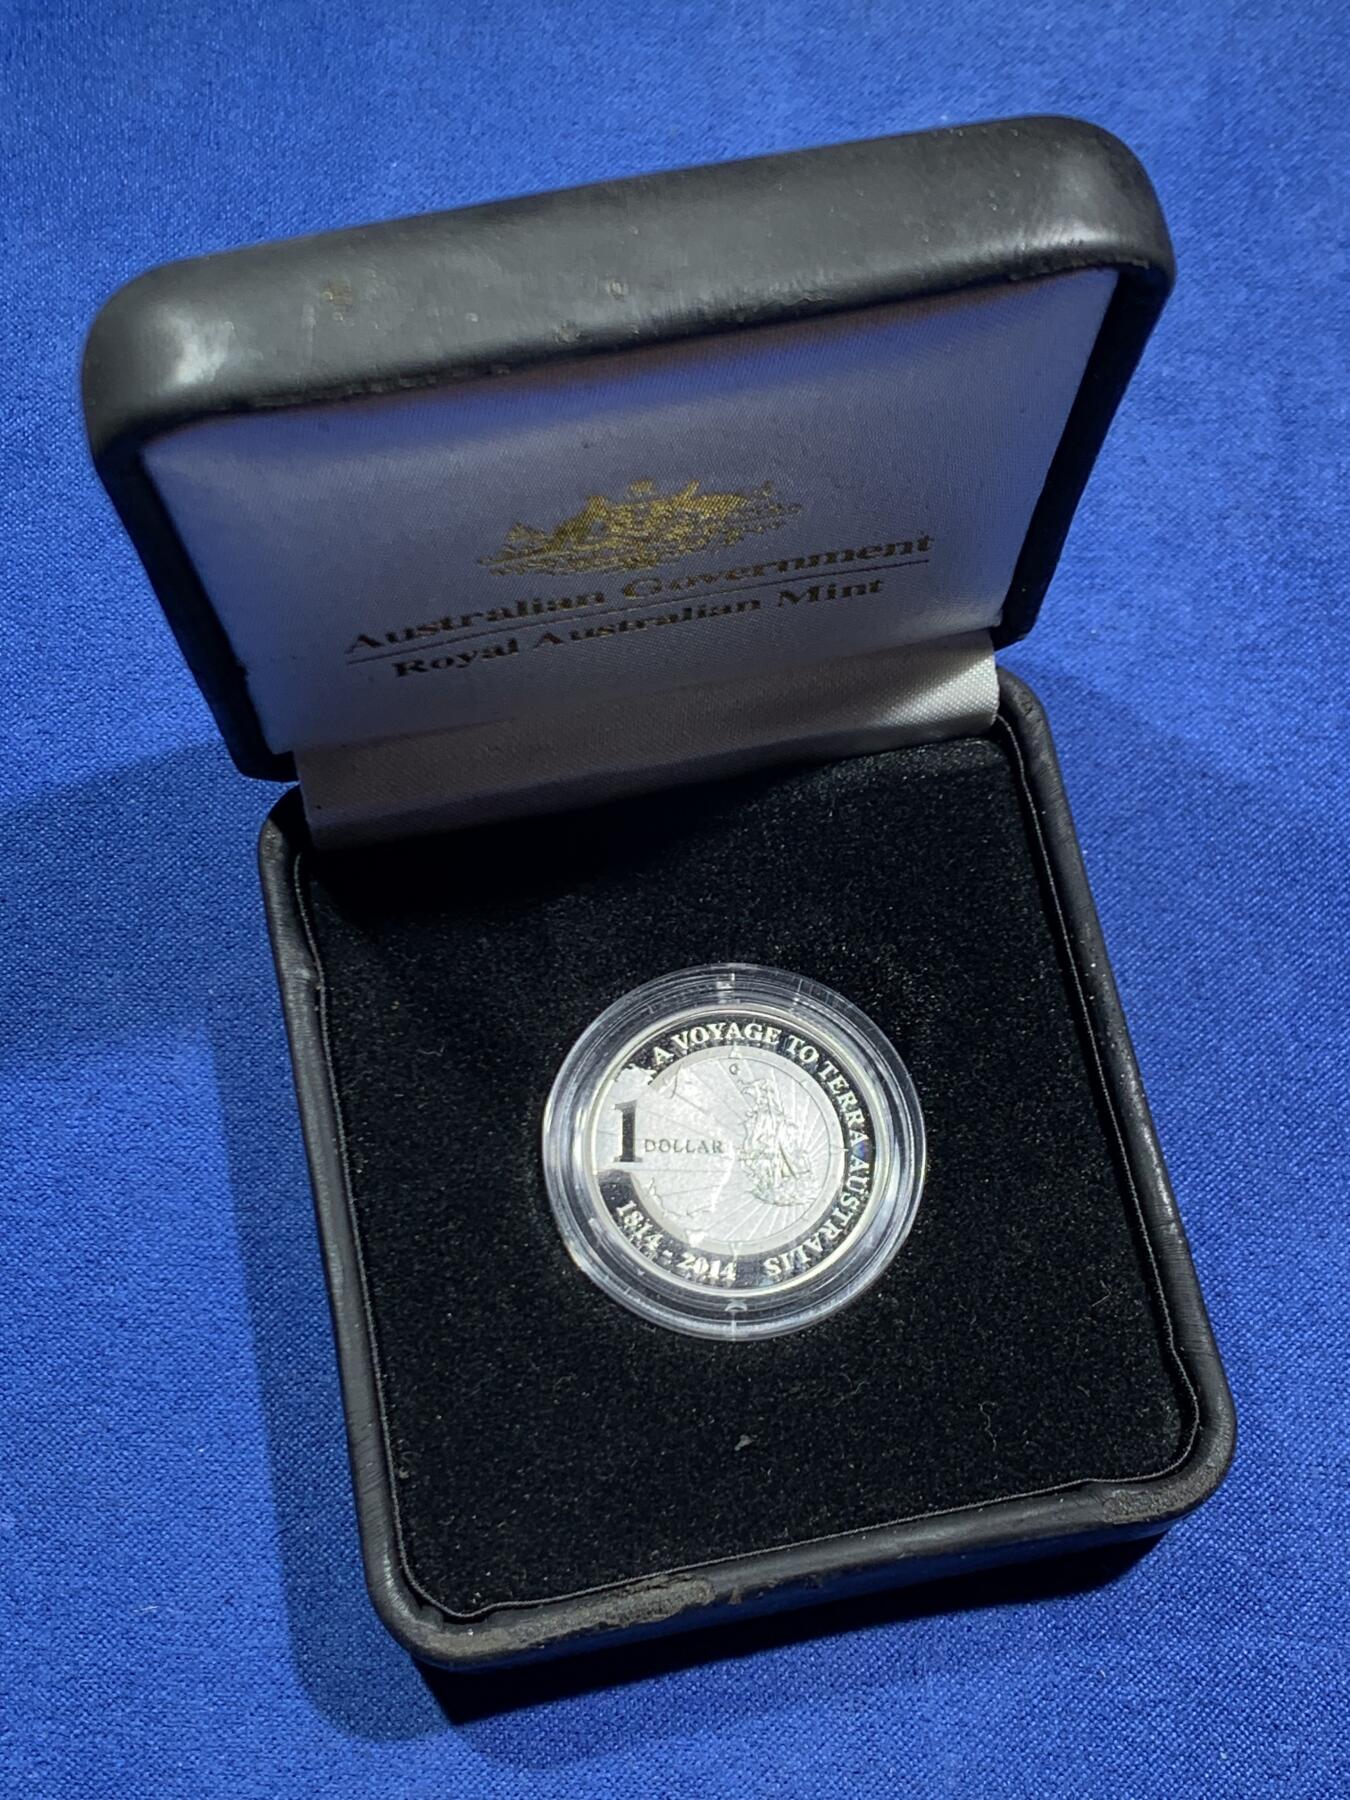 Australian Government
Royal Australian Mint
A VOYAGE TO TERRA AUSTRALIS
1
DOLLAR
1814 - 2014